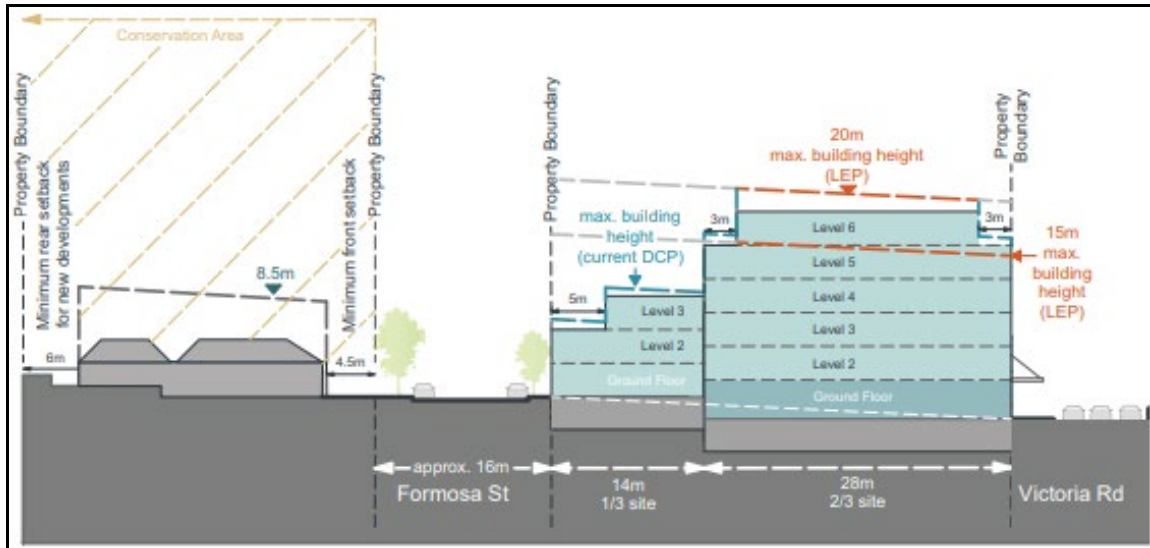 Conservation Area
Property Boundary
Minimum rear setback
for new developments
6m
8.5m
Minimum front setback
4.5m
Property Boundary
Property Boundary
max. building
height
(current DCP)
5m
3m
20m
max. building height
(LEP)
3m
Property
Boundary
15m
max.
building
height
(LEP)
Level 3
Level 2
Ground Floor
Level 6
Level 5
Level 4
Level 3
Level 2
Ground Floor
approx. 16m
Formosa St
14m
1/3 site
28m
2/3 site
Victoria Rd